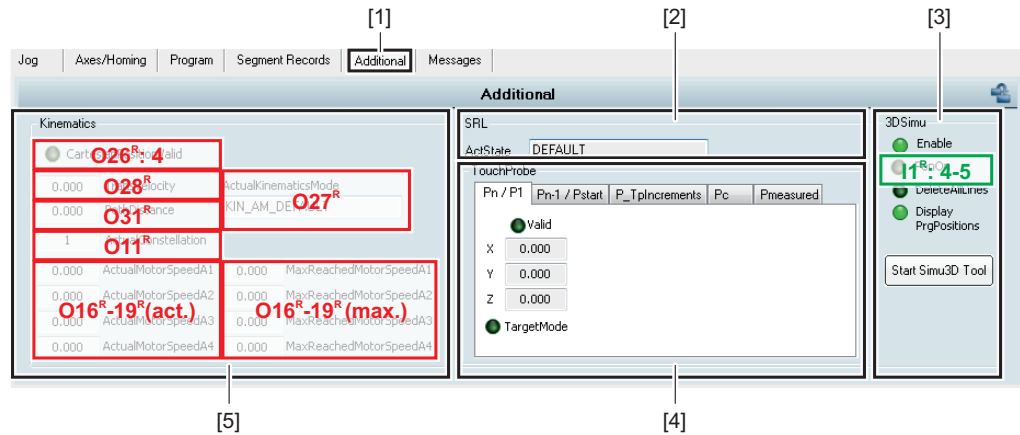 [1] [2] [3]
Jog Axes/Homing Program Segment Records Additional Messages
Additional
Kinematics
O26R: 4
0.000 O28R ActualKinematicsMode
0.000 O31R KIN_AM_DEFAULT O27R
1 O11R
0.000 ActualMotorSpeedA1 0.000 MaxReachedMotorSpeedA1
0.000 ActualMotorSpeedA2 0.000 MaxReachedMotorSpeedA2
O16R-19R(act.) O16R-19R(max.)
0.000 ActualMotorSpeedA3 0.000 MaxReachedMotorSpeedA3
0.000 ActualMotorSpeedA4 0.000 MaxReachedMotorSpeedA4
SRL
ActState DEFAULT
TouchProbe
Pn / P1 Pn-1 / Pstart P_TpIncrements Pc Pmeasured
Valid
X 0.000
Y 0.000
Z 0.000
TargetMode
3DSimu
Enable
I1R: 4-5
DeleteAllLines
Display
PrgPositions
Start Simu3D Tool
[5] [4]